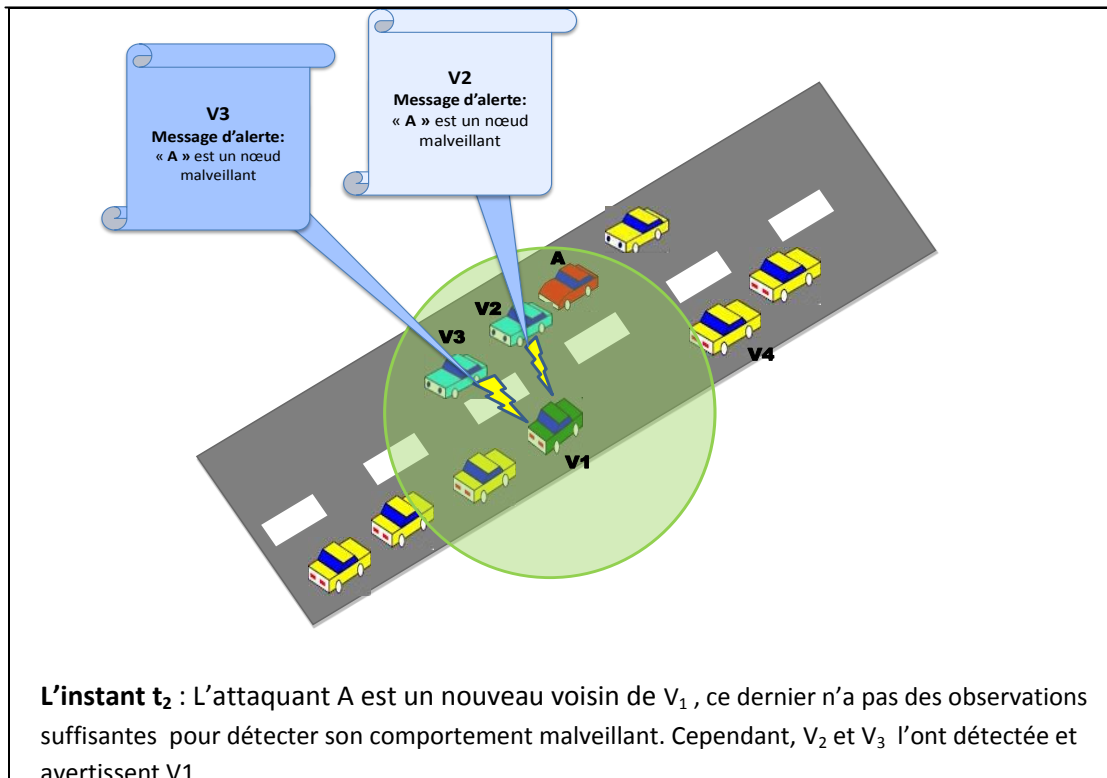 V3
Message d'alerte:
« A » est un nœud
malveillant
V2
Message d'alerte:
« A » est un nœud
malveillant
A
V2
V3
V4
V1
L'instant t₂ : L'attaquant A est un nouveau voisin de V₁ , ce dernier n'a pas des observations
suffisantes pour détecter son comportement malveillant. Cependant, V₂ et V₃ l'ont détectée et
avertissent V1